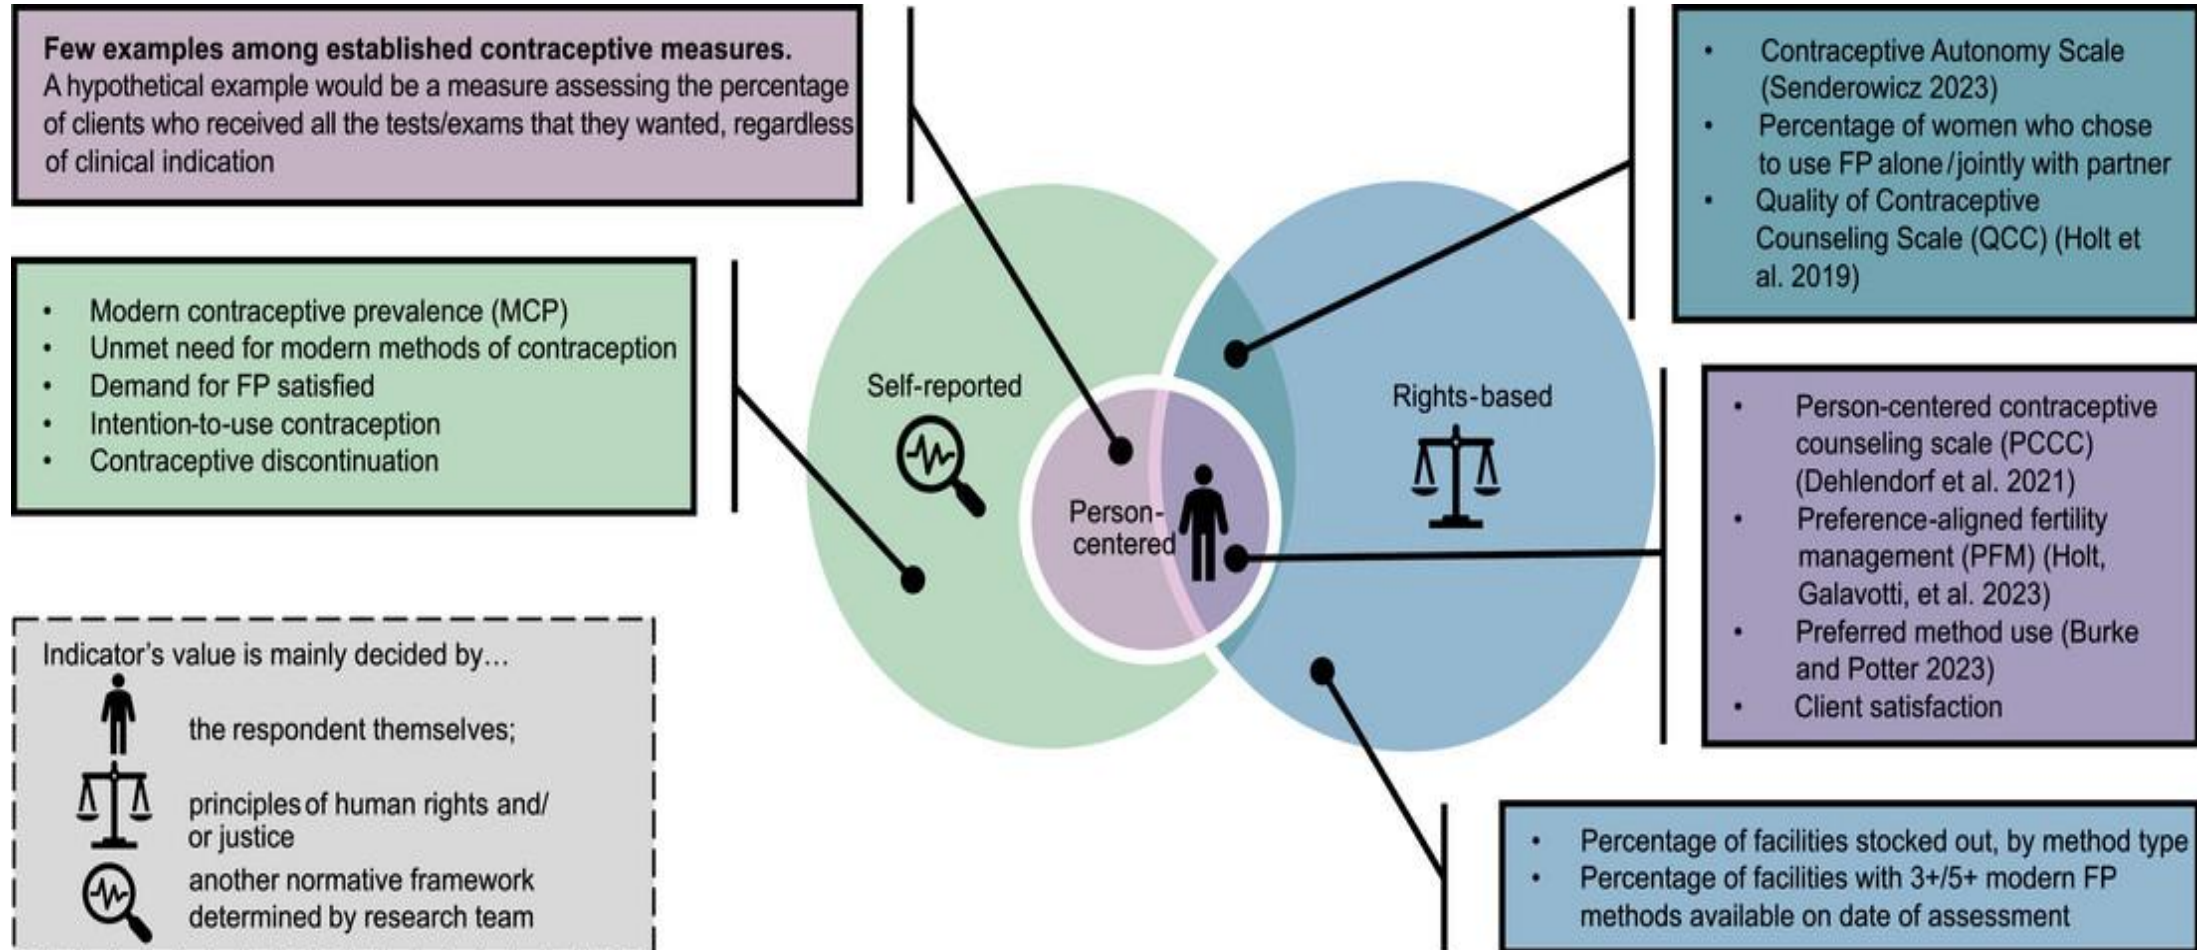 Few examples among established contraceptive measures.
A hypothetical example would be a measure assessing the percentage
of clients who received all the tests/exams that they wanted, regardless
of clinical indication
• Modern contraceptive prevalence (MCP)
• Unmet need for modern methods of contraception
• Demand for FP satisfied
• Intention-to-use contraception
• Contraceptive discontinuation
Indicator's value is mainly decided by…
the respondent themselves;
principles of human rights and/
or justice
another normative framework
determined by research team
Self-reported
Person-
centered
Rights-based
• Contraceptive Autonomy Scale
(Senderowicz 2023)
• Percentage of women who chose
to use FP alone/jointly with partner
• Quality of Contraceptive
Counseling Scale (QCC) (Holt et
al. 2019)
• Person-centered contraceptive
counseling scale (PCCC)
(Dehlendorf et al. 2021)
• Preference-aligned fertility
management (PFM) (Holt,
Galavotti, et al. 2023)
• Preferred method use (Burke
and Potter 2023)
• Client satisfaction
• Percentage of facilities stocked out, by method type
• Percentage of facilities with 3+/5+ modern FP
methods available on date of assessment